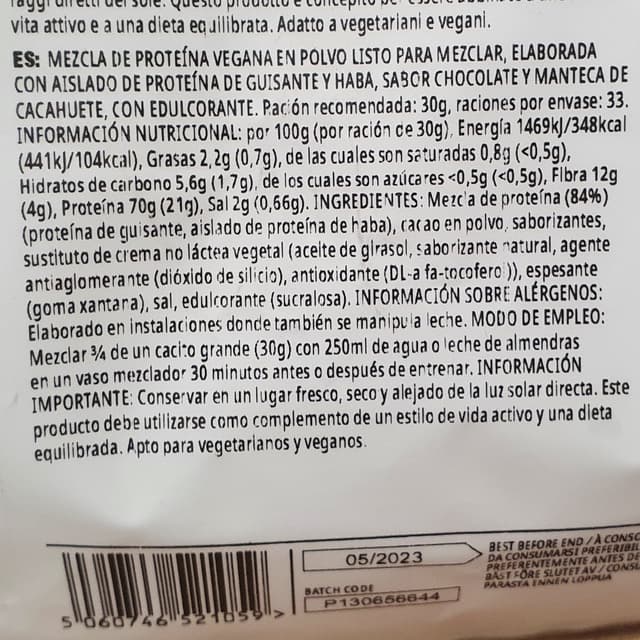 vita attivo e a una dieta equilibrata. Adatto a vegetariani e vegani.
ES: MEZCLA DE PROTEÍNA VEGANA EN POLVO LISTO PARA MEZCLAR, ELABORADA
CON AISLADO DE PROTEÍNA DE GUISANTE Y HABA, SABOR CHOCOLATE Y MANTECA DE
CACAHUETE, CON EDULCORANTE. Ración recomendada: 30g, raciones por envase: 33.
INFORMACIÓN NUTRICIONAL: por 100g (por ración de 30g), Energía 1469kJ/348kcal
(441kJ/104kcal), Grasas 2,2g (0,7g), de las cuales son saturadas 0,8g (<0,5g),
Hidratos de carbono 5,6g (1,7g), de los cuales son azúcares <0,5g (<0,5g), Fibra 12g
(4g), Proteína 70g (21g), Sal 2g (0,66g). INGREDIENTES: Mezcla de proteína (84%)
(proteína de guisante, aislado de proteína de haba), cacao en polvo, saborizantes,
sustituto de crema no láctea vegetal (aceite de girasol, saborizante natural, agente
antiaglomerante (dióxido de silicio), antioxidante (DL-alfa-tocoferol)), espesante
(goma xantana), sal, edulcorante (sucralosa). INFORMACIÓN SOBRE ALÉRGENOS:
Elaborado en instalaciones donde también se manipula leche. MODO DE EMPLEO:
Mezclar ¾ de un cacito grande (30g) con 250ml de agua o leche de almendras
en un vaso mezclador 30 minutos antes o después de entrenar. INFORMACIÓN
IMPORTANTE: Conservar en un lugar fresco, seco y alejado de la luz solar directa. Este
producto debe utilizarse como complemento de un estilo de vida activo y una dieta
equilibrada. Apto para vegetarianos y veganos.
05/2023
BEST BEFORE END / À CONSO
DA CONSUMARSI PREFERIBIL
PREFERENTEMENTE ANTES DE
BÄST FÖRE SLUTET AV / CONSU
PARASTA ENNEN LOPPUA
BATCH CODE
P130656644
5 060746 521059 >